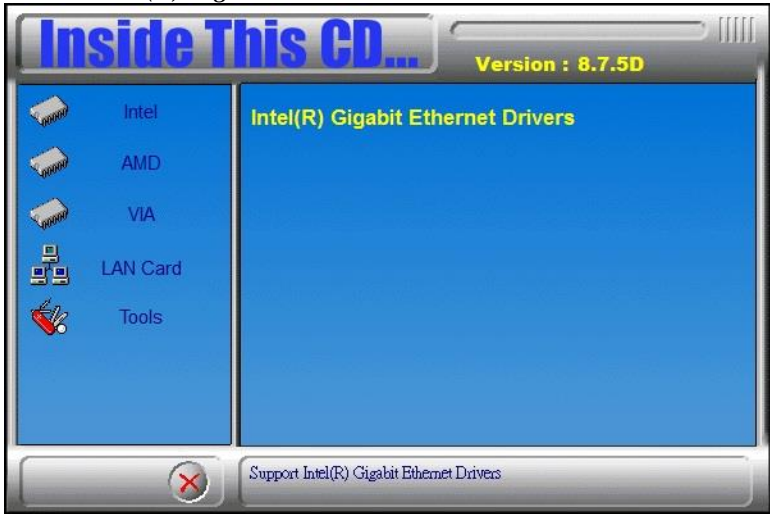 Inside This CD...
Version : 8.7.5D
Intel
AMD
VIA
LAN Card
Tools
Intel(R) Gigabit Ethernet Drivers
Support Intel(R) Gigabit Ethernet Drivers